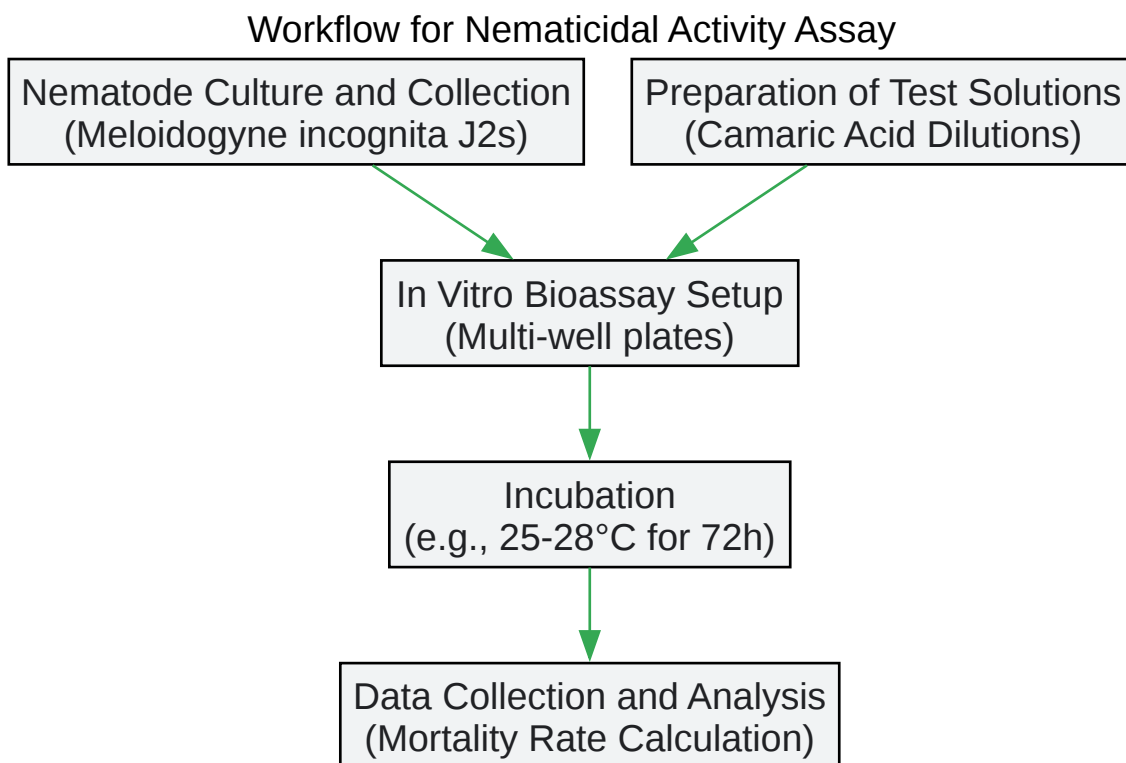 Workflow for Nematicidal Activity Assay
Nematode Culture and Collection
(Meloidogyne incognita J2s)
Preparation of Test Solutions
(Camaric Acid Dilutions)
In Vitro Bioassay Setup
(Multi-well plates)
Incubation
(e.g., 25-28°C for 72h)
Data Collection and Analysis
(Mortality Rate Calculation)